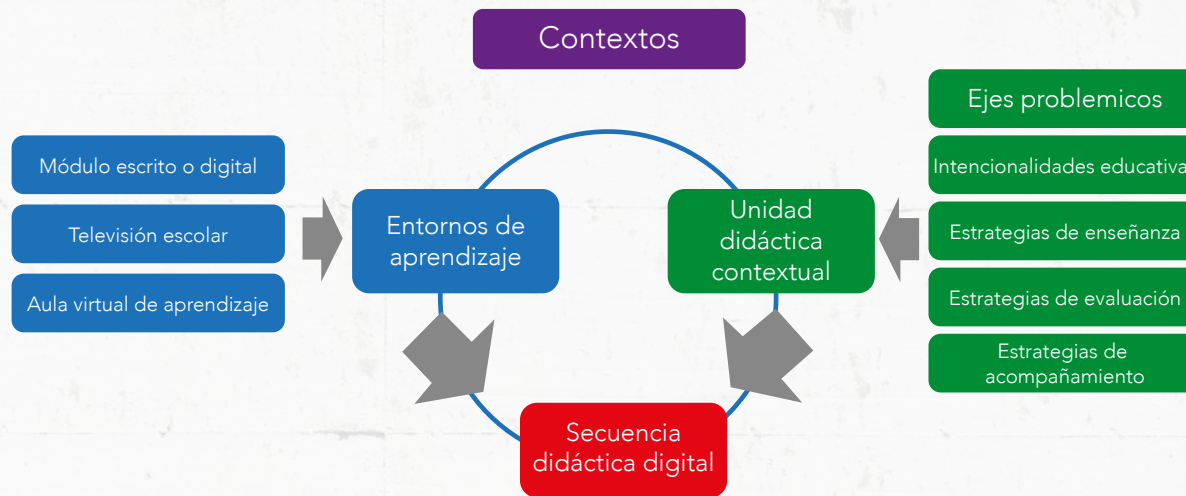 Contextos
Módulo escrito o digital
Televisión escolar
Aula virtual de aprendizaje
Entornos de
aprendizaje
Unidad
didáctica
contextual
Ejes problemicos
Intencionalidades educativa
Estrategias de enseñanza
Estrategias de evaluación
Estrategias de
acompañamiento
Secuencia
didáctica digital